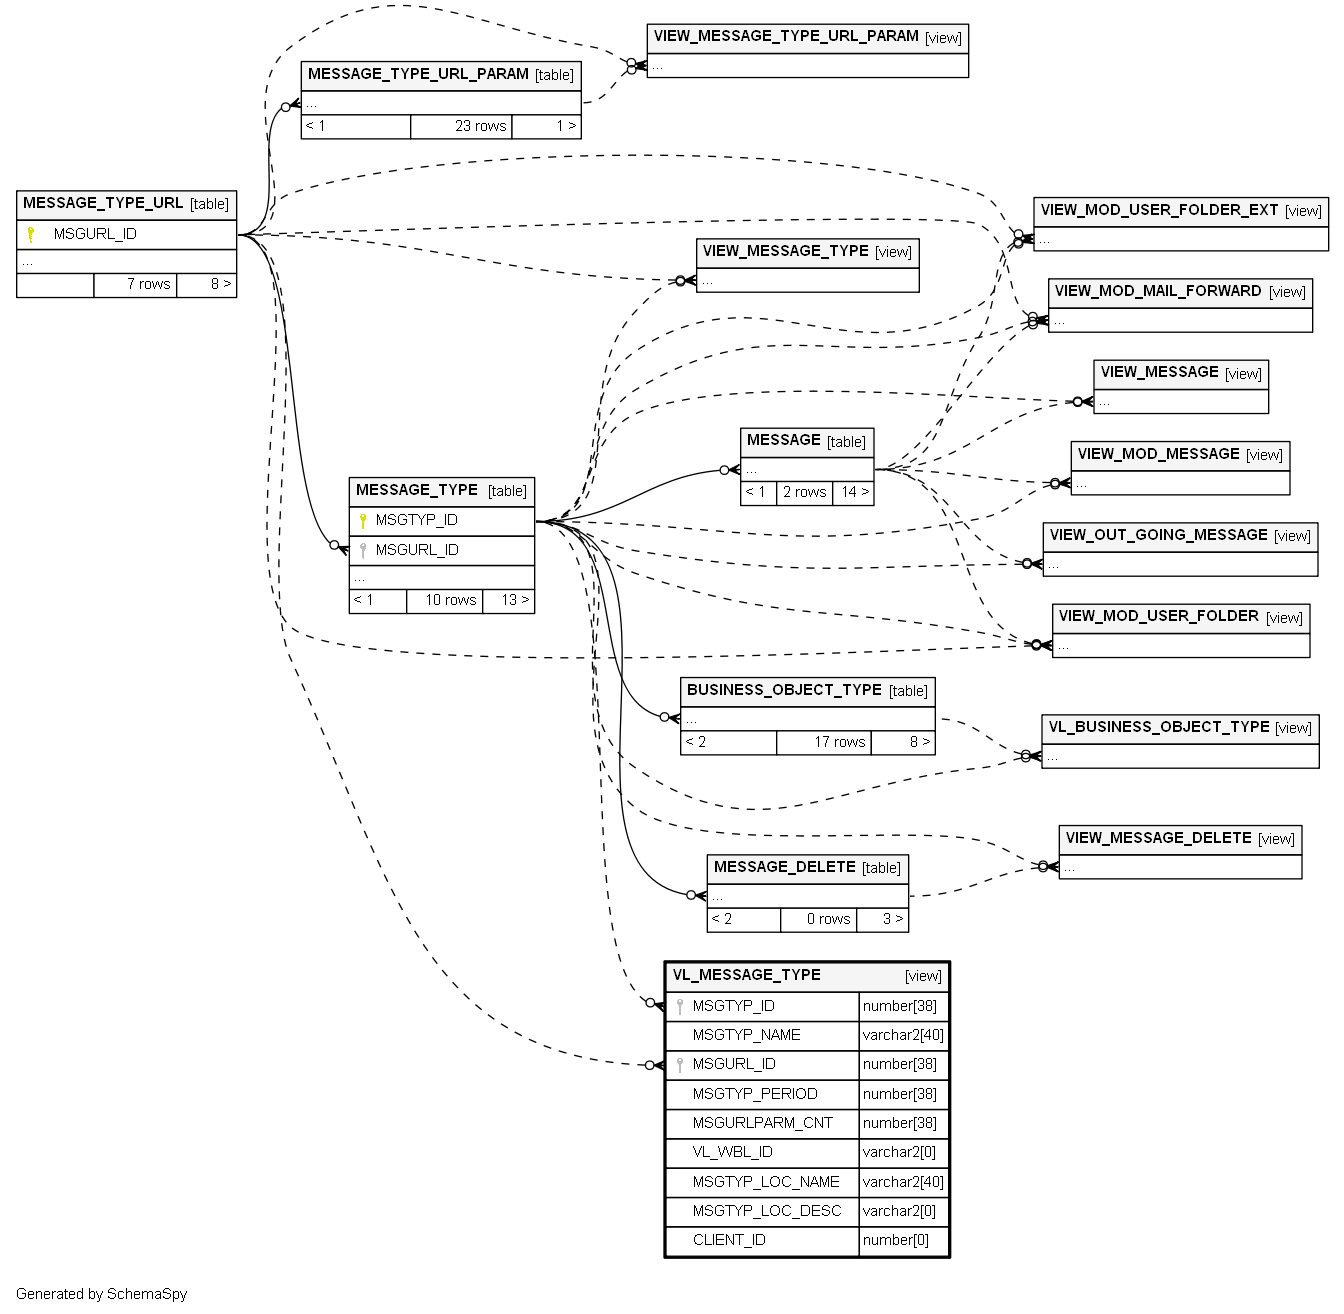 VIEW_MESSAGE_TYPE_URL_PARAM [view]
...
MESSAGE_TYPE_URL_PARAM [table]
...
< 1 23 rows 1 >
MESSAGE_TYPE_URL [table]
MSGURL_ID
...
7 rows 8 >
VIEW_MOD_USER_FOLDER_EXT [view]
...
VIEW_MESSAGE_TYPE [view]
...
VIEW_MOD_MAIL_FORWARD [view]
...
VIEW_MESSAGE [view]
...
MESSAGE [table]
...
< 1 2 rows 14 >
VIEW_MOD_MESSAGE [view]
...
MESSAGE_TYPE [table]
MSGTYP_ID
MSGURL_ID
...
< 1 10 rows 13 >
VIEW_OUT_GOING_MESSAGE [view]
...
VIEW_MOD_USER_FOLDER [view]
...
BUSINESS_OBJECT_TYPE [table]
...
< 2 17 rows 8 >
VL_BUSINESS_OBJECT_TYPE [view]
...
VIEW_MESSAGE_DELETE [view]
...
MESSAGE_DELETE [table]
...
< 2 0 rows 3 >
VL_MESSAGE_TYPE [view]
MSGTYP_ID number[38]
MSGTYP_NAME varchar2[40]
MSGURL_ID number[38]
MSGTYP_PERIOD number[38]
MSGURLPARM_CNT number[38]
VL_WBL_ID varchar2[0]
MSGTYP_LOC_NAME varchar2[40]
MSGTYP_LOC_DESC varchar2[0]
CLIENT_ID number[0]
Generated by SchemaSpy